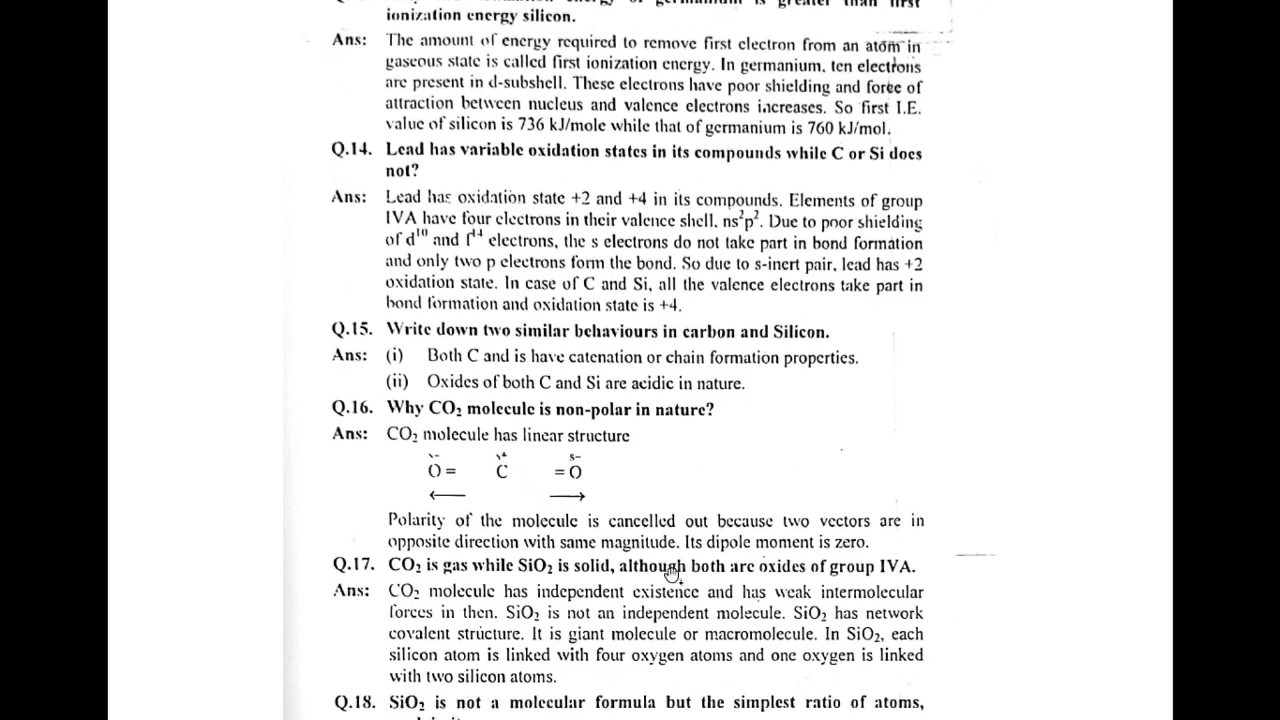 ionization energy silicon.
Ans: The amount of energy required to remove first electron from an atom in
gaseous state is called first ionization energy. In germanium, ten electrons
are present in d-subshell. These electrons have poor shielding and force of
attraction between nucleus and valence electrons increases. So first I.E.
value of silicon is 736 kJ/mole while that of germanium is 760 kJ/mol.
Q.14. Lead has variable oxidation states in its compounds while C or Si does
not?
Ans: Lead has oxidation state +2 and +4 in its compounds. Elements of group
IVA have four electrons in their valence shell, ns²p². Due to poor shielding
of d¹⁰ and f¹⁴ electrons, the s electrons do not take part in bond formation
and only two p electrons form the bond. So due to s-inert pair, lead has +2
oxidation state. In case of C and Si, all the valence electrons take part in
bond formation and oxidation state is +4.
Q.15. Write down two similar behaviours in carbon and Silicon.
Ans: (i) Both C and is have catenation or chain formation properties.
(ii) Oxides of both C and Si are acidic in nature.
Q.16. Why CO₂ molecule is non-polar in nature?
Ans: CO₂ molecule has linear structure
O = C = O
Polarity of the molecule is cancelled out because two vectors are in
opposite direction with same magnitude. Its dipole moment is zero.
Q.17. CO₂ is gas while SiO₂ is solid, although both are oxides of group IVA.
Ans: CO₂ molecule has independent existence and has weak intermolecular
forces in then. SiO₂ is not an independent molecule. SiO₂ has network
covalent structure. It is giant molecule or macromolecule. In SiO₂, each
silicon atom is linked with four oxygen atoms and one oxygen is linked
with two silicon atoms.
Q.18. SiO₂ is not a molecular formula but the simplest ratio of atoms,